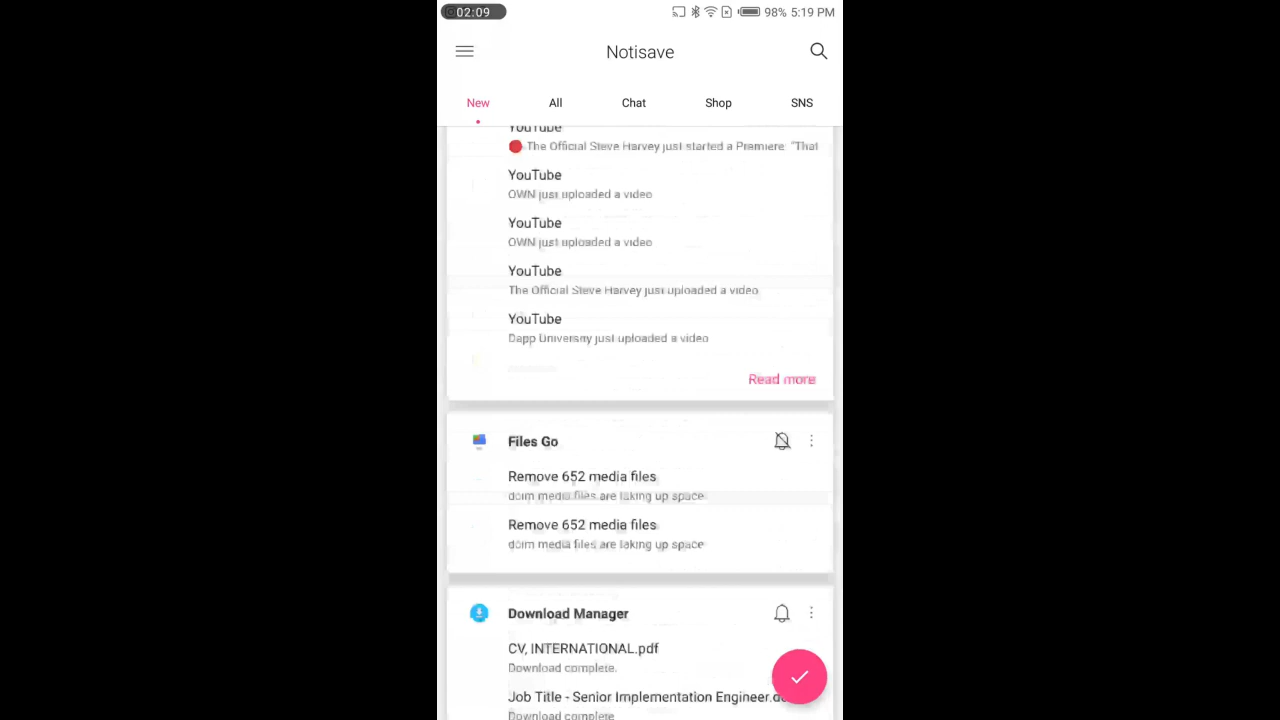 02:09
98% 5:19 PM
Notisave
New All Chat Shop SNS
YouTube
The Official Steve Harvey just started a Premiere: "That
YouTube
OWN just uploaded a video
YouTube
OWN just uploaded a video
YouTube
The Official Steve Harvey just uploaded a video
YouTube
Dapp University just uploaded a video
Read more
Files Go
Remove 652 media files
media files are taking up space
Remove 652 media files
media files are taking up space
Download Manager
CV, INTERNATIONAL.pdf
Download complete.
Job Title - Senior Implementation Engineer.do
Download complete